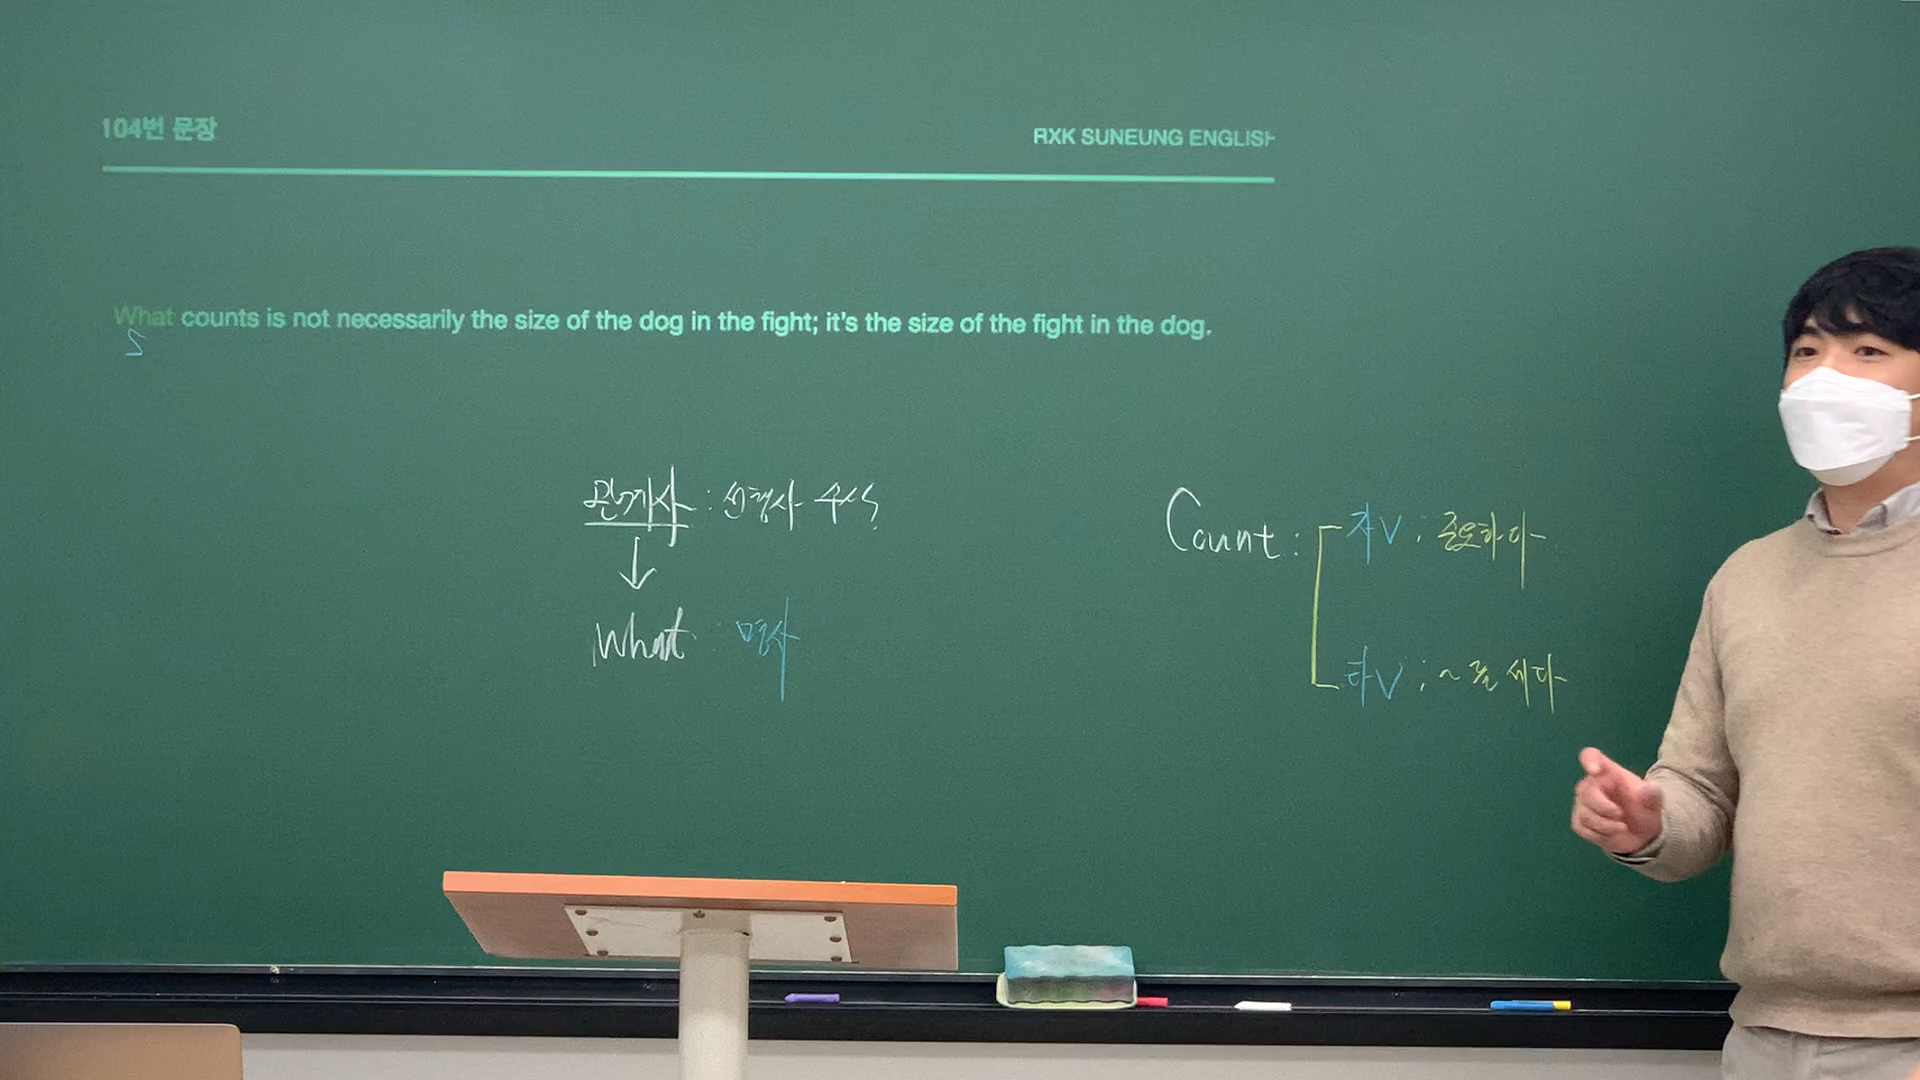 104번 문장
RXK SUNEUNG ENGLISH
What counts is not necessarily the size of the dog in the fight; it's the size of the fight in the dog.
S
관계사 : 선행사 수식
↓
What : 명사
Count :
자V : 중요하다
타V : ~를 세다